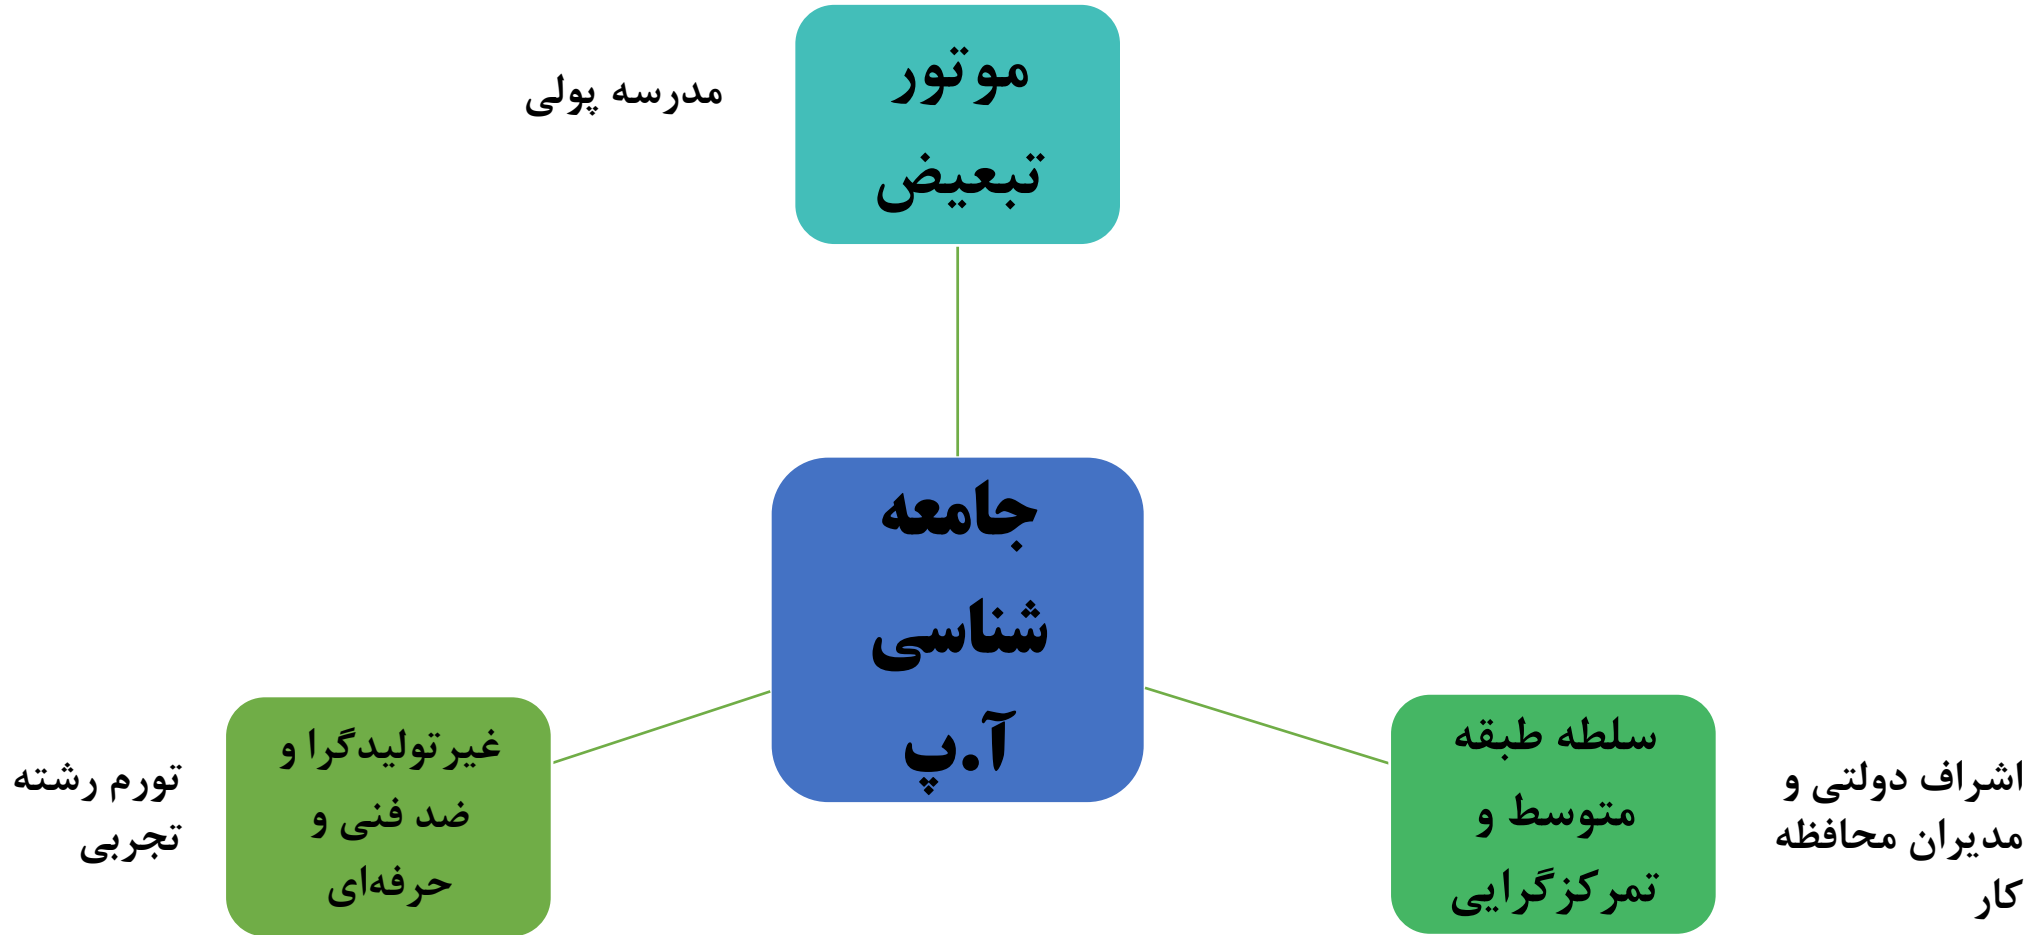 موتور
تبعیض
مدرسه پولی
جامعه
شناسی
آ.پ
سلطه طبقه
متوسط و
تمرکزگرایی
اشراف دولتی و
مدیران محافظه
کار
غیرتولیدگرا و
ضد فنی و
حرفه‌ای
تورم رشته
تجربی